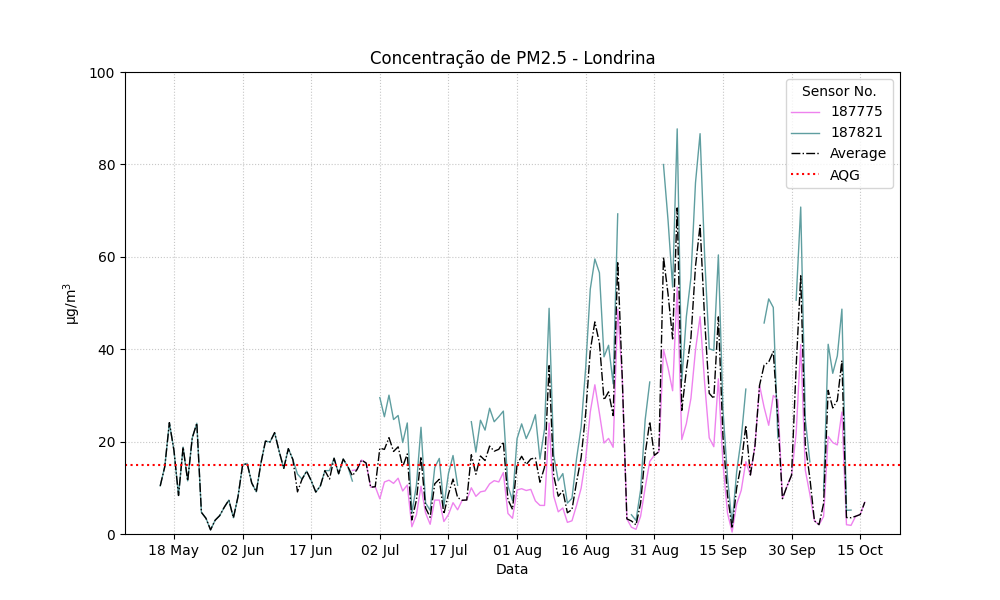 Concentração de PM2.5 - Londrina
Sensor No.
187775
187821
Average
AQG
100
80
60
40
20
0
µg/m³
18 May
02 Jun
17 Jun
02 Jul
17 Jul
01 Aug
16 Aug
31 Aug
15 Sep
30 Sep
15 Oct
Data